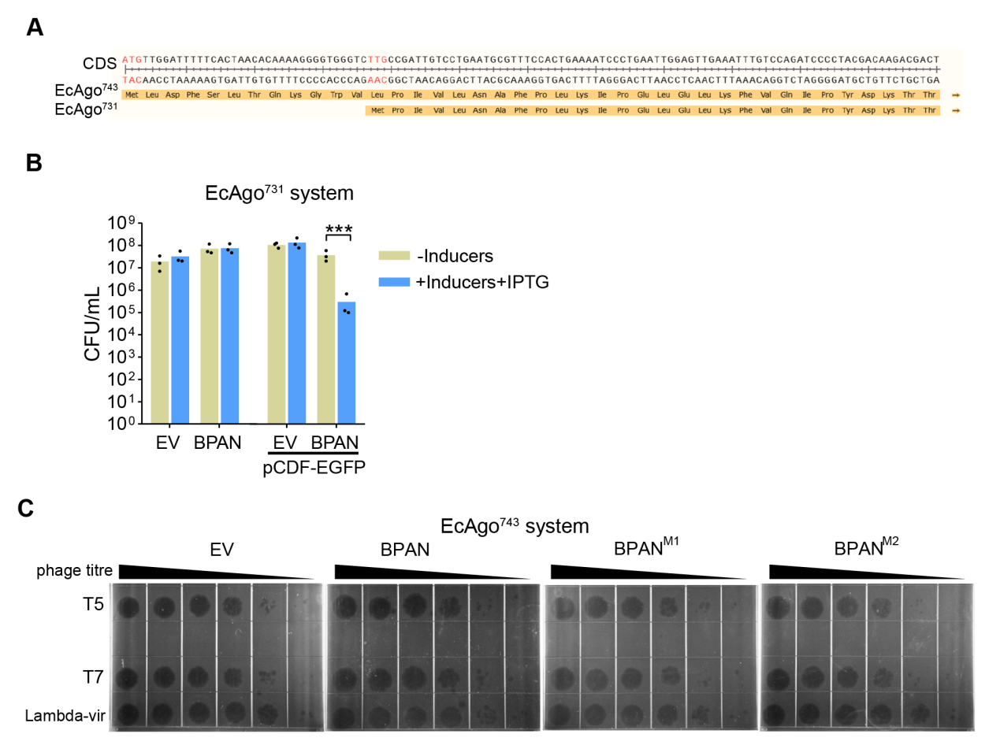 A
CDS
ATGTTGGATTTTTCACTAACACAAAAGGGGTGGGTCTTGCCGATTGTCCTGAATGCGTTTCCACTGAAAATCCCTGAATTGGAGTTGAAATTTGTCCAGATCCCCTACGACAAGACGACT
TACAACCTAAAAAGTGATTGTGTTTTCCCCACCCAGAACGGCTAACAGGACTTACGCAAAGGTGACTTTTAGGGACTTAACCTCAACTTTAAACAGGTCTAGGGGATGCTGTTCTGCTGA
EcAgo⁷⁴³ Met Leu Asp Phe Ser Leu Thr Gln Lys Gly Trp Val Leu Pro Ile Val Leu Asn Ala Phe Pro Leu Lys Ile Pro Glu Leu Glu Leu Lys Phe Val Gln Ile Pro Tyr Asp Lys Thr Thr
EcAgo⁷³¹ Met Pro Ile Val Leu Asn Ala Phe Pro Leu Lys Ile Pro Glu Leu Glu Leu Lys Phe Val Gln Ile Pro Tyr Asp Lys Thr Thr
B
EcAgo⁷³¹ system
CFU/mL
10⁹
10⁸
10⁷
10⁶
10⁵
10⁴
10³
10²
10¹
10⁰
***
-Inducers
+Inducers+IPTG
EV BPAN EV BPAN
pCDF-EGFP
C
EcAgo⁷⁴³ system
EV BPAN BPANᴹ¹ BPANᴹ²
phage titre
T5
T7
Lambda-vir